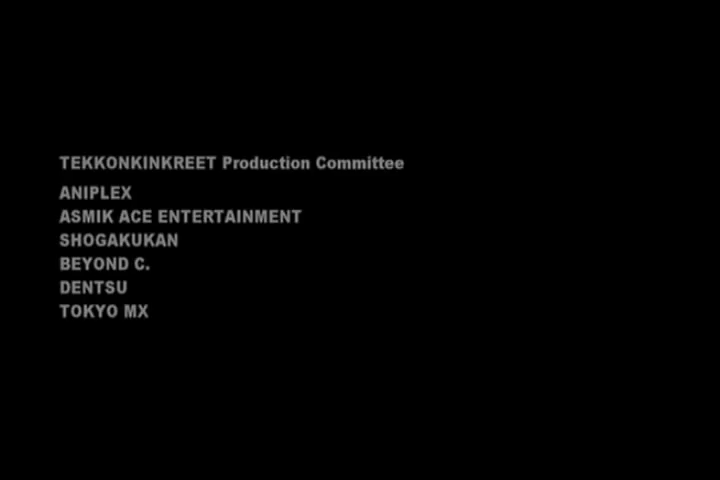 TEKKONKINKREET Production Committee
ANIPLEX
ASMIK ACE ENTERTAINMENT
SHOGAKUKAN
BEYOND C.
DENTSU
TOKYO MX